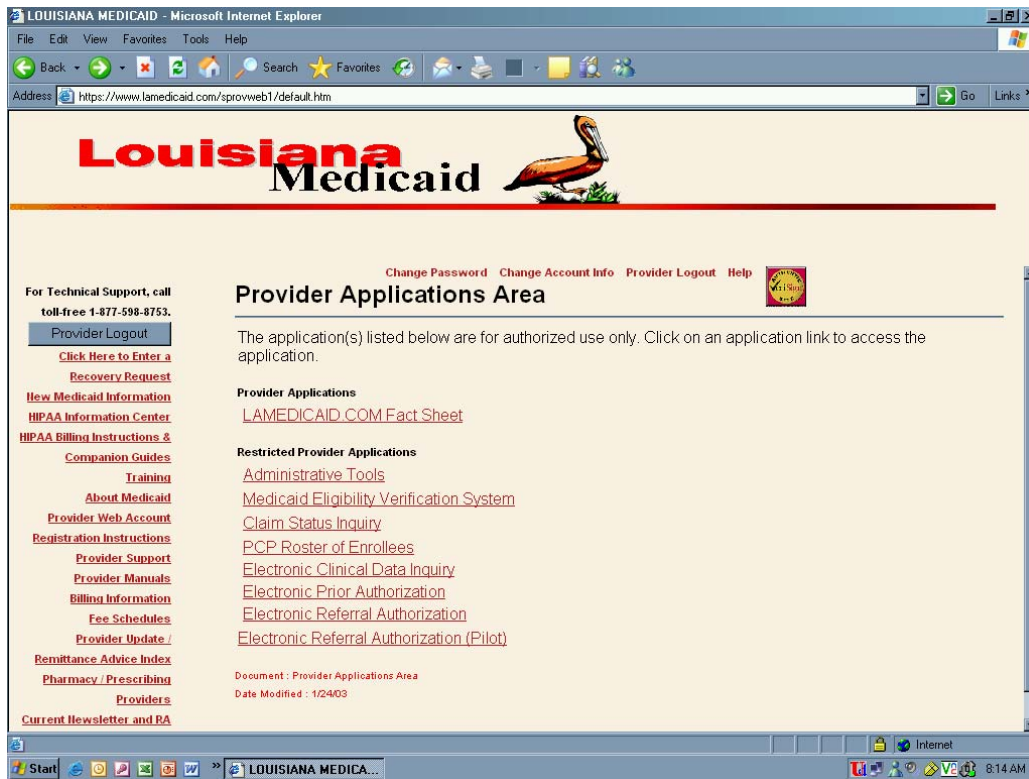 LOUISIANA MEDICAID - Microsoft Internet Explorer
File Edit View Favorites Tools Help
Back Search Favorites
Address https://www.lamedicaid.com/sprovweb1/default.htm Go Links
Louisiana
Medicaid
Change Password Change Account Info Provider Logout Help
Provider Applications Area
For Technical Support, call
toll-free 1-877-598-8753.
Provider Logout
Click Here to Enter a
Recovery Request
New Medicaid Information
HIPAA Information Center
HIPAA Billing Instructions &
Companion Guides
Training
About Medicaid
Provider Web Account
Registration Instructions
Provider Support
Provider Manuals
Billing Information
Fee Schedules
Provider Update /
Remittance Advice Index
Pharmacy / Prescribing
Providers
Current Newsletter and RA
The application(s) listed below are for authorized use only. Click on an application link to access the
application.
Provider Applications
LAMEDICAID.COM Fact Sheet
Restricted Provider Applications
Administrative Tools
Medicaid Eligibility Verification System
Claim Status Inquiry
PCP Roster of Enrollees
Electronic Clinical Data Inquiry
Electronic Prior Authorization
Electronic Referral Authorization
Electronic Referral Authorization (Pilot)
Document : Provider Applications Area
Date Modified : 1/24/03
Internet
Start LOUISIANA MEDICA... 8:14 AM